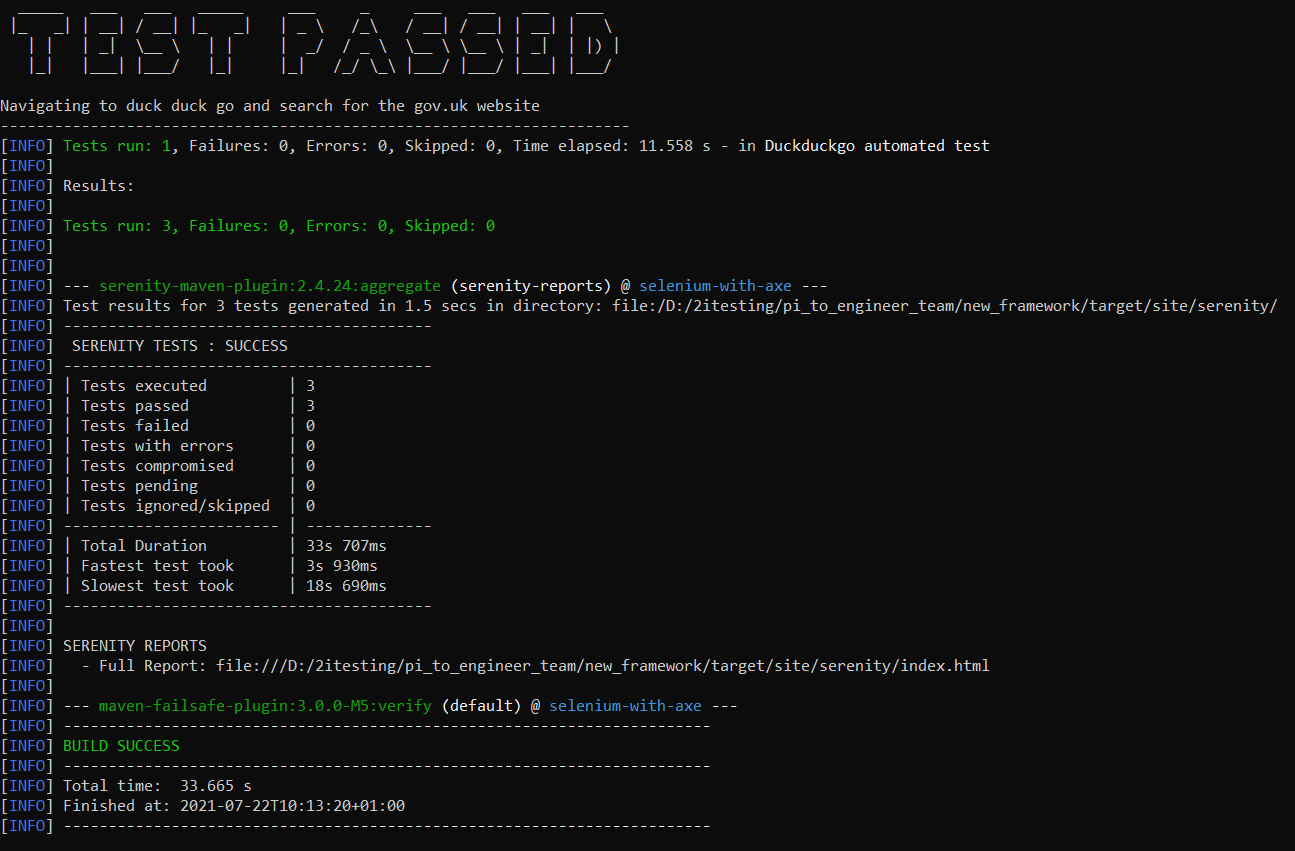 TEST PASSED
Navigating to duck duck go and search for the gov.uk website
----------------------------------------------------------------------
[INFO] Tests run: 1, Failures: 0, Errors: 0, Skipped: 0, Time elapsed: 11.558 s - in Duckduckgo automated test
[INFO]
[INFO] Results:
[INFO]
[INFO] Tests run: 3, Failures: 0, Errors: 0, Skipped: 0
[INFO]
[INFO]
[INFO] --- serenity-maven-plugin:2.4.24:aggregate (serenity-reports) @ selenium-with-axe ---
[INFO] Test results for 3 tests generated in 1.5 secs in directory: file:/D:/2itesting/pi_to_engineer_team/new_framework/target/site/serenity/
[INFO] -----------------------------------------
[INFO]  SERENITY TESTS : SUCCESS
[INFO] -----------------------------------------
[INFO] | Tests executed         | 3
[INFO] | Tests passed           | 3
[INFO] | Tests failed           | 0
[INFO] | Tests with errors      | 0
[INFO] | Tests compromised      | 0
[INFO] | Tests pending          | 0
[INFO] | Tests ignored/skipped  | 0
[INFO] ------------------------ | --------------
[INFO] | Total Duration         | 33s 707ms
[INFO] | Fastest test took      | 3s 930ms
[INFO] | Slowest test took      | 18s 690ms
[INFO] -----------------------------------------
[INFO]
[INFO] SERENITY REPORTS
[INFO]   - Full Report: file:///D:/2itesting/pi_to_engineer_team/new_framework/target/site/serenity/index.html
[INFO]
[INFO] --- maven-failsafe-plugin:3.0.0-M5:verify (default) @ selenium-with-axe ---
[INFO] ------------------------------------------------------------------------
[INFO] BUILD SUCCESS
[INFO] ------------------------------------------------------------------------
[INFO] Total time:  33.665 s
[INFO] Finished at: 2021-07-22T10:13:20+01:00
[INFO] ------------------------------------------------------------------------